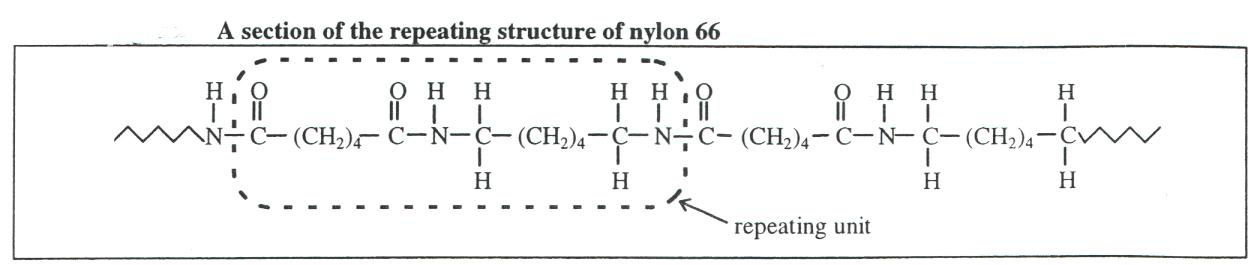 A section of the repeating structure of nylon 66
H O O H H H H O O H H H
N–C–(CH₂)₄–C–N–C–(CH₂)₄–C–N–C–(CH₂)₄–C–N–C–(CH₂)₄–C
H H H H
repeating unit